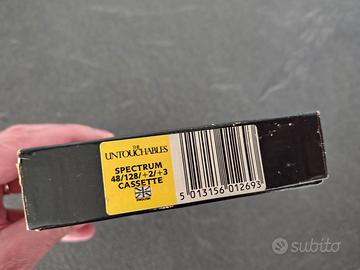 THE
UNTOUCHABLES
SPECTRUM
48/128/+2/+3
CASSETTE
5 013156 012693
subito